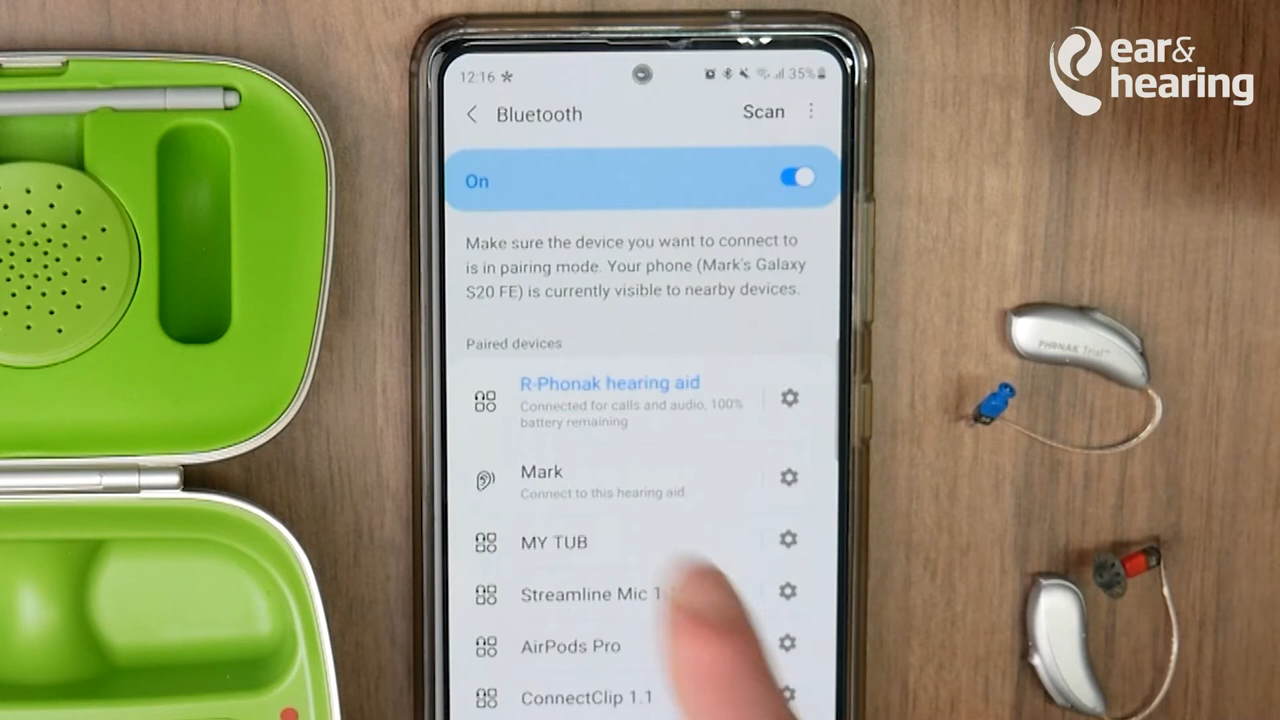 ear&
hearing
12:16
35%
Bluetooth
Scan
On
Make sure the device you want to connect to
is in pairing mode. Your phone (Mark's Galaxy
S20 FE) is currently visible to nearby devices.
Paired devices
R-Phonak hearing aid
Connected for calls and audio, 100%
battery remaining
Mark
Connect to this hearing aid.
MY TUB
Streamline Mic 1
AirPods Pro
ConnectClip 1.1
PHONAK Trial™